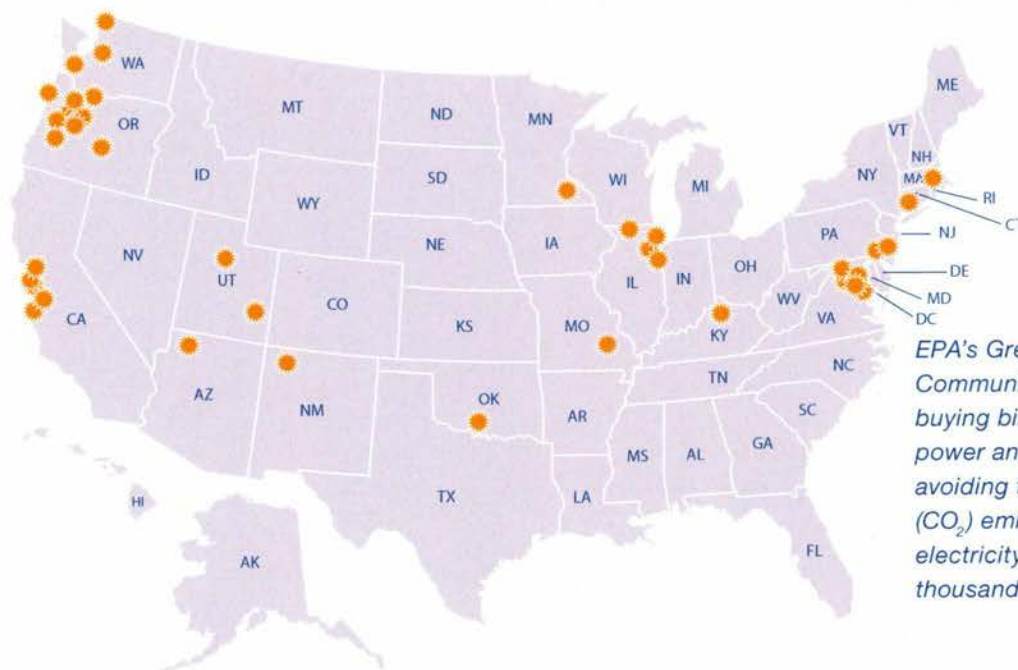 WA
OR
ID
MT
ND
MN
SD
WY
NV
UT
CO
NE
IA
WI
MI
KS
MO
IL
IN
OH
KY
WV
VA
PA
NY
VT
NH
ME
MA
RI
CT
NJ
DE
MD
DC
CA
AZ
NM
OK
AR
TN
NC
SC
TX
LA
MS
AL
GA
FL
HI
AK
EPA's Gre
Communi
buying bi
power an
avoiding
(CO₂) emi
electricity
thousand